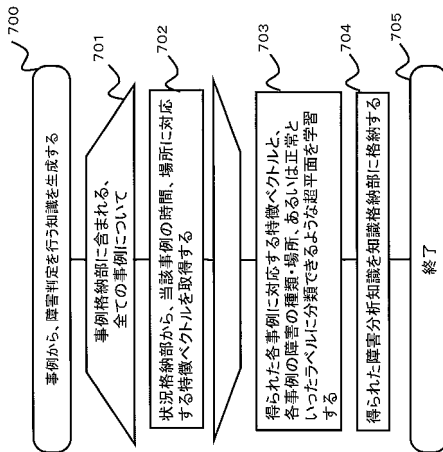 700
事例から、障害判定を行う知識を生成する
701
事例格納部に含まれる、
全ての事例について
702
状況格納部から、当該事例の時間、場所に対応
する特徴ベクトルを取得する
703
得られた各事例に対応する特徴ベクトルと、
各事例の障害の種類・場所、あるいは正常と
いったラベルに分類できるような超平面を学習
する
704
得られた障害分析知識を知識格納部に格納する
705
終了